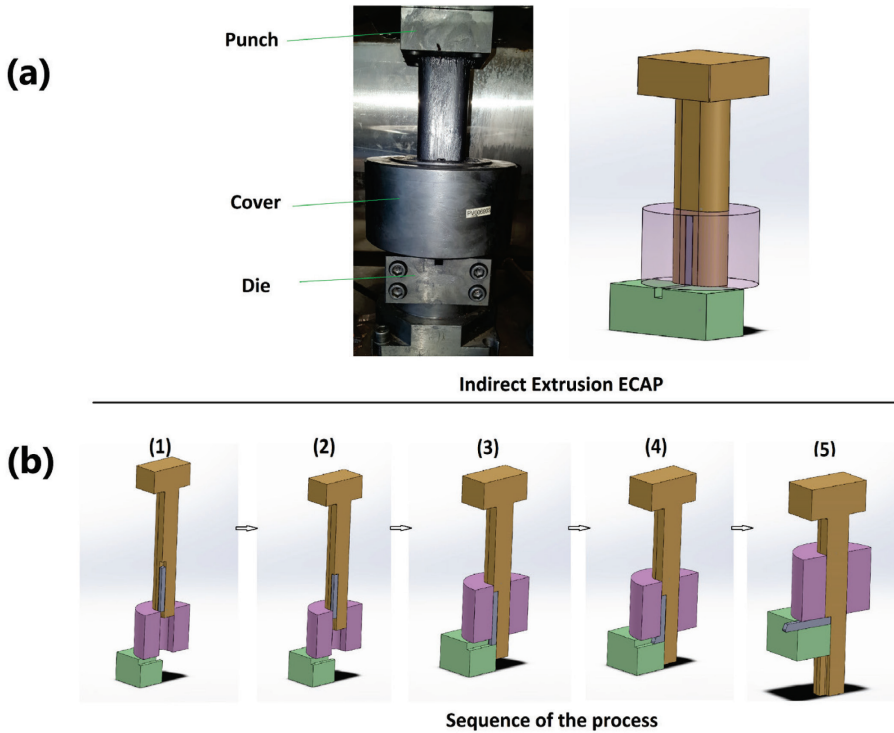 (a)
Punch
Cover
Die
Indirect Extrusion ECAP
(b)
(1)
(2)
(3)
(4)
(5)
Sequence of the process